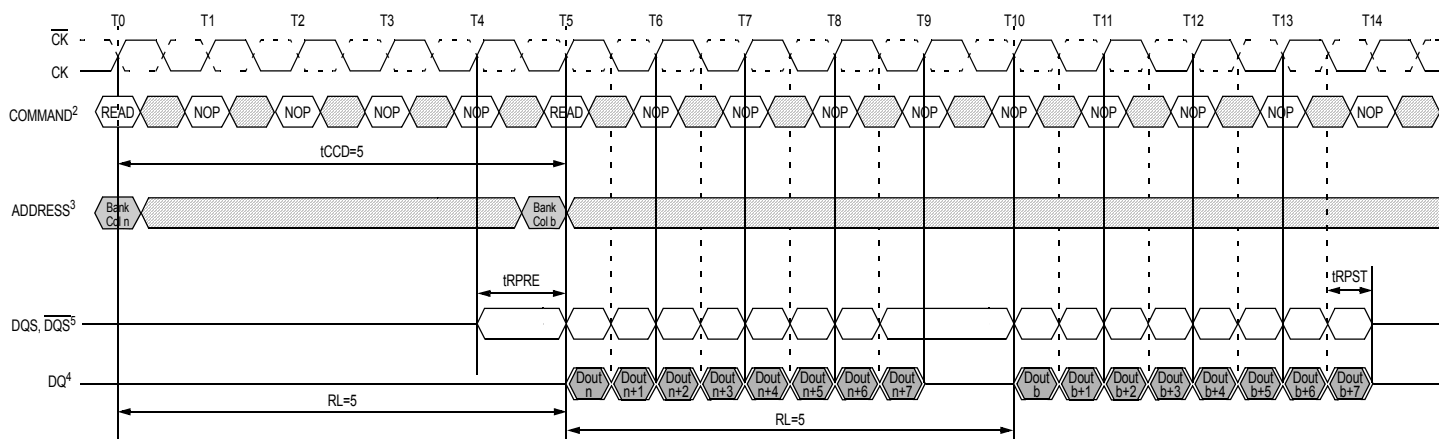 T0 T1 T2 T3 T4 T5 T6 T7 T8 T9 T10 T11 T12 T13 T14
CK
CK
COMMAND2 READ NOP NOP NOP NOP READ NOP NOP NOP NOP NOP NOP NOP NOP NOP
tCCD=5
ADDRESS3 Bank Col n Bank Col b
tRPRE tRPST
DQS, DQS5
DQ4 Dout n Dout n+1 Dout n+2 Dout n+3 Dout n+4 Dout n+5 Dout n+6 Dout n+7 Dout b Dout b+1 Dout b+2 Dout b+3 Dout b+4 Dout b+5 Dout b+6 Dout b+7
RL=5 RL=5